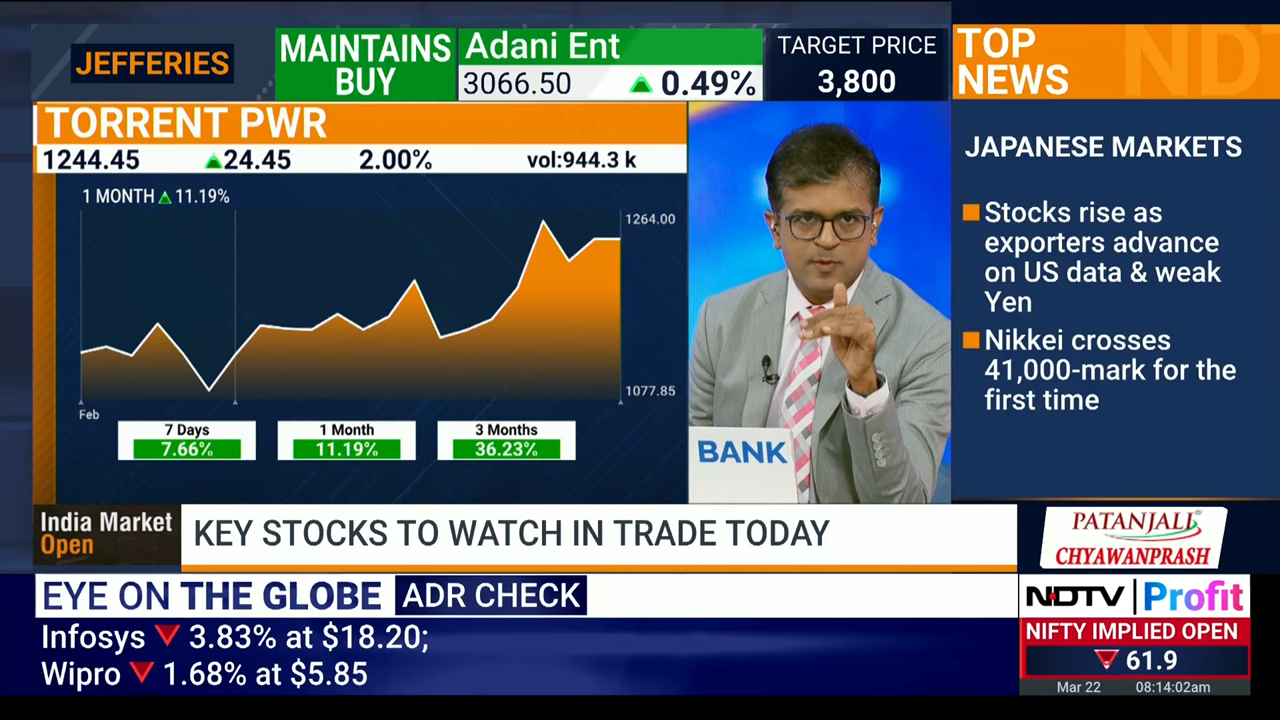 JEFFERIES
MAINTAINS
BUY
Adani Ent
3066.50 0.49%
TARGET PRICE
3,800
TOP
NEWS
ND
TORRENT PWR
1244.45 24.45 2.00% vol:944.3 k
1 MONTH 11.19%
1264.00
1077.85
Feb
7 Days
7.66%
1 Month
11.19%
3 Months
36.23%
BANK
JAPANESE MARKETS
Stocks rise as
exporters advance
on US data & weak
Yen
Nikkei crosses
41,000-mark for the
first time
India Market
Open
KEY STOCKS TO WATCH IN TRADE TODAY
PATANJALI
CHYAWANPRASH
EYE ON THE GLOBE ADR CHECK
Infosys 3.83% at $18.20;
Wipro 1.68% at $5.85
NDTV Profit
NIFTY IMPLIED OPEN
61.9
Mar 22 08:14:02am